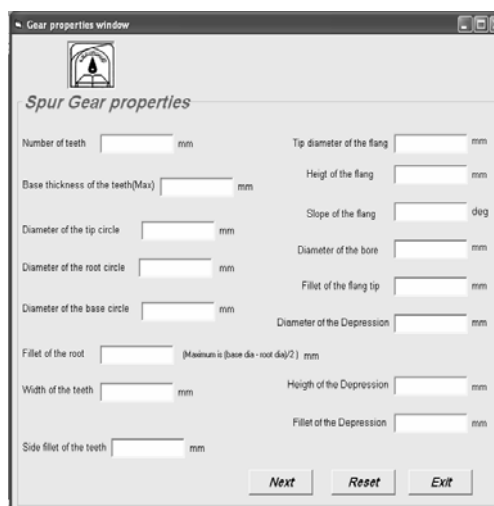 Gear properties window
Spur Gear properties
Number of teeth mm
Base thickness of the teeth(Max) mm
Diameter of the tip circle mm
Diameter of the root circle mm
Diameter of the base circle mm
Fillet of the root (Maximum is (base dia - root dia)/2 ) mm
Width of the teeth mm
Side fillet of the teeth mm
Tip diameter of the flang mm
Heigt of the flang mm
Slope of the flang deg
Diameter of the bore mm
Fillet of the flang tip mm
Diameter of the Depression mm
Heigth of the Depression mm
Fillet of the Depression mm
Next Reset Exit